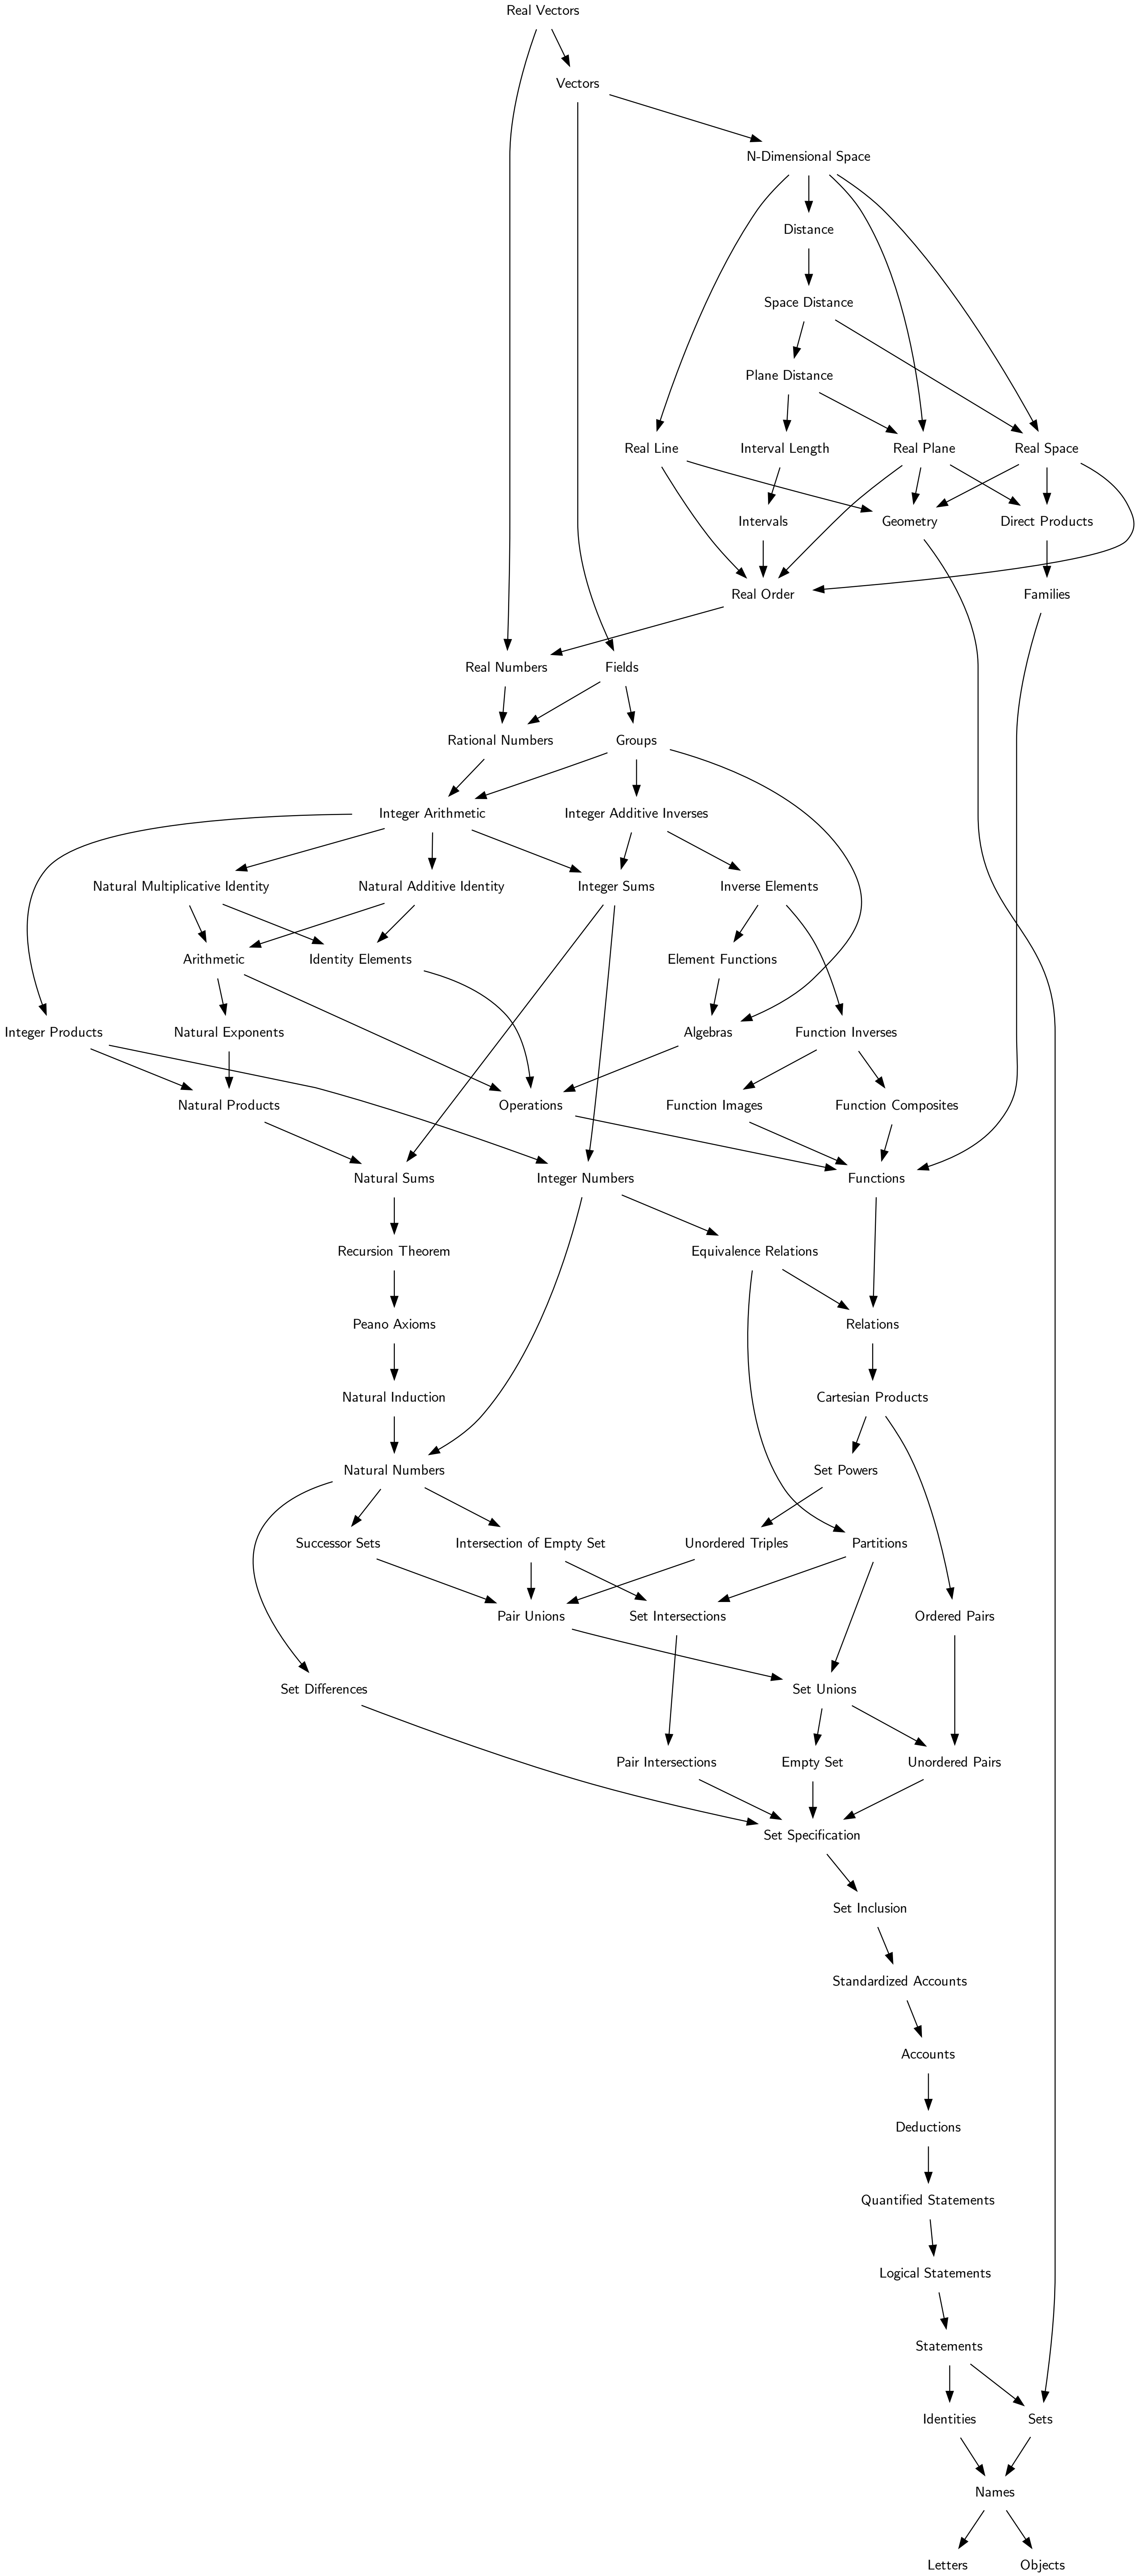 Real Vectors
Vectors
N-Dimensional Space
Distance
Space Distance
Plane Distance
Real Line
Interval Length
Real Plane
Real Space
Intervals
Geometry
Direct Products
Real Order
Families
Real Numbers
Fields
Rational Numbers
Groups
Integer Arithmetic
Integer Additive Inverses
Natural Multiplicative Identity
Natural Additive Identity
Integer Sums
Inverse Elements
Arithmetic
Identity Elements
Element Functions
Integer Products
Natural Exponents
Algebras
Function Inverses
Natural Products
Operations
Function Images
Function Composites
Natural Sums
Integer Numbers
Functions
Recursion Theorem
Equivalence Relations
Peano Axioms
Relations
Natural Induction
Cartesian Products
Natural Numbers
Set Powers
Successor Sets
Intersection of Empty Set
Unordered Triples
Partitions
Pair Unions
Set Intersections
Ordered Pairs
Set Differences
Set Unions
Pair Intersections
Empty Set
Unordered Pairs
Set Specification
Set Inclusion
Standardized Accounts
Accounts
Deductions
Quantified Statements
Logical Statements
Statements
Identities
Sets
Names
Letters
Objects